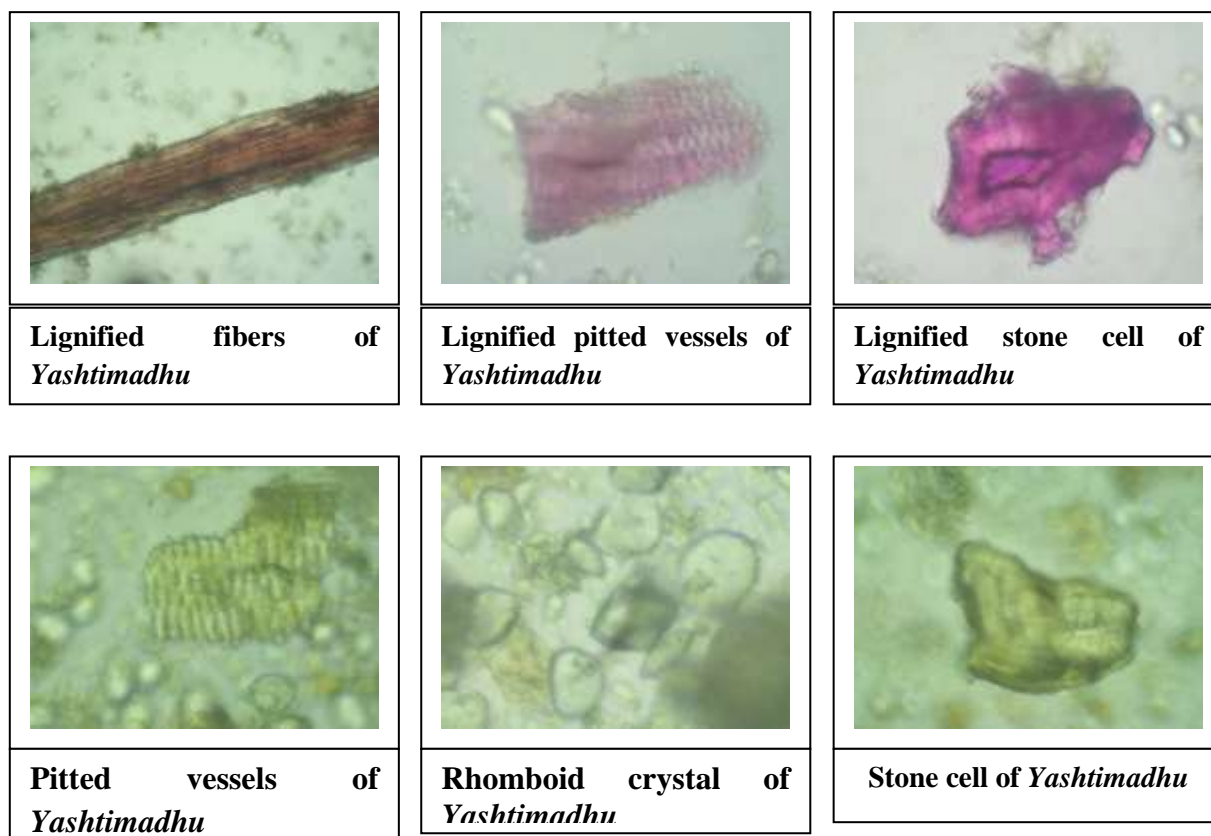 Lignified fibers of
Yashtimadhu
Lignified pitted vessels of
Yashtimadhu
Lignified stone cell of
Yashtimadhu
Pitted vessels of
Yashtimadhu
Rhomboid crystal of
Yashtimadhu
Stone cell of Yashtimadhu